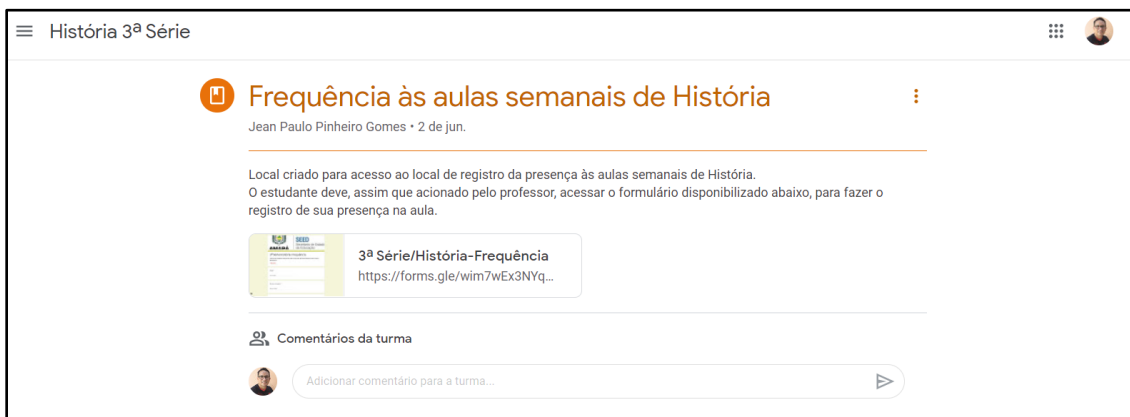 História 3ª Série
Frequência às aulas semanais de História
Jean Paulo Pinheiro Gomes • 2 de jun.
Local criado para acesso ao local de registro da presença às aulas semanais de História.
O estudante deve, assim que acionado pelo professor, acessar o formulário disponibilizado abaixo, para fazer o
registro de sua presença na aula.
3ª Série/História-Frequência
https://forms.gle/wim7wEx3NYq...
Comentários da turma
Adicionar comentário para a turma...